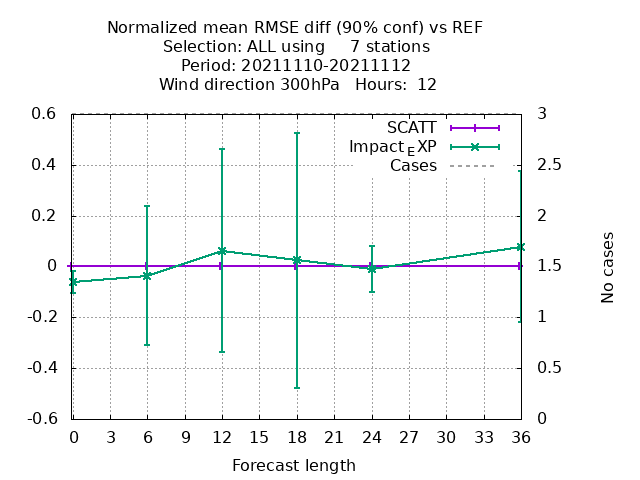 Normalized mean RMSE diff (90% conf) vs REF
Selection: ALL using     7 stations
Period: 20211110-20211112
Wind direction 300hPa   Hours:  12
0.6
0.4
0.2
0
-0.2
-0.4
-0.6
3
2.5
2
1.5
1
0.5
0
SCATT
Impact_EXP
Cases
No cases
0 3 6 9 12 15 18 21 24 27 30 33 36
Forecast length